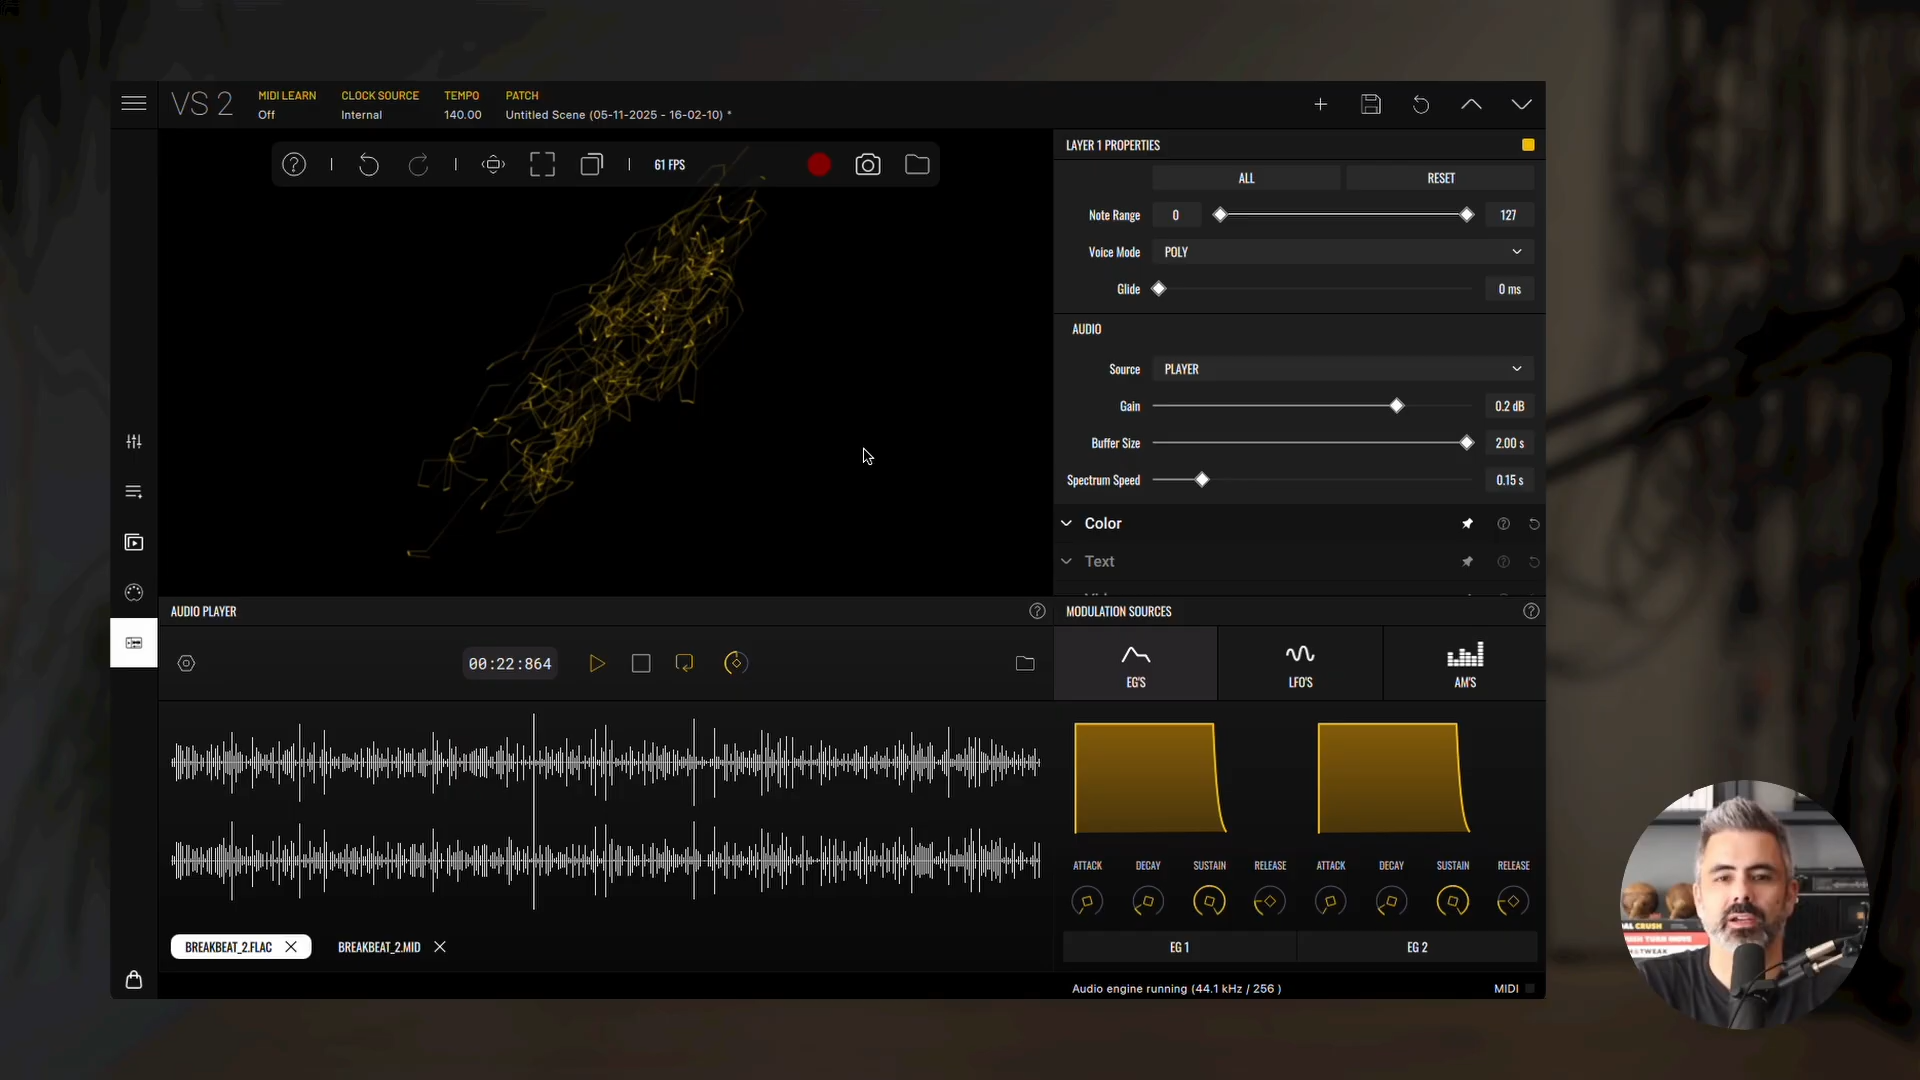 VS 2
MIDI LEARN
Off
CLOCK SOURCE
Internal
TEMPO
140.00
PATCH
Untitled Scene (05-11-2025 - 16-02-10) *
61 FPS
LAYER 1 PROPERTIES
ALL
RESET
Note Range 0 127
Voice Mode POLY
Glide 0 ms
AUDIO
Source PLAYER
Gain 0.2 dB
Buffer Size 2.00 s
Spectrum Speed 0.15 s
Color
Text
AUDIO PLAYER
00:22:864
BREAKBEAT_2.FLAC
BREAKBEAT_2.MID
MODULATION SOURCES
EG'S
LFO'S
AM'S
ATTACK DECAY SUSTAIN RELEASE ATTACK DECAY SUSTAIN RELEASE
EG 1
EG 2
Audio engine running (44.1 kHz / 256 )
MIDI